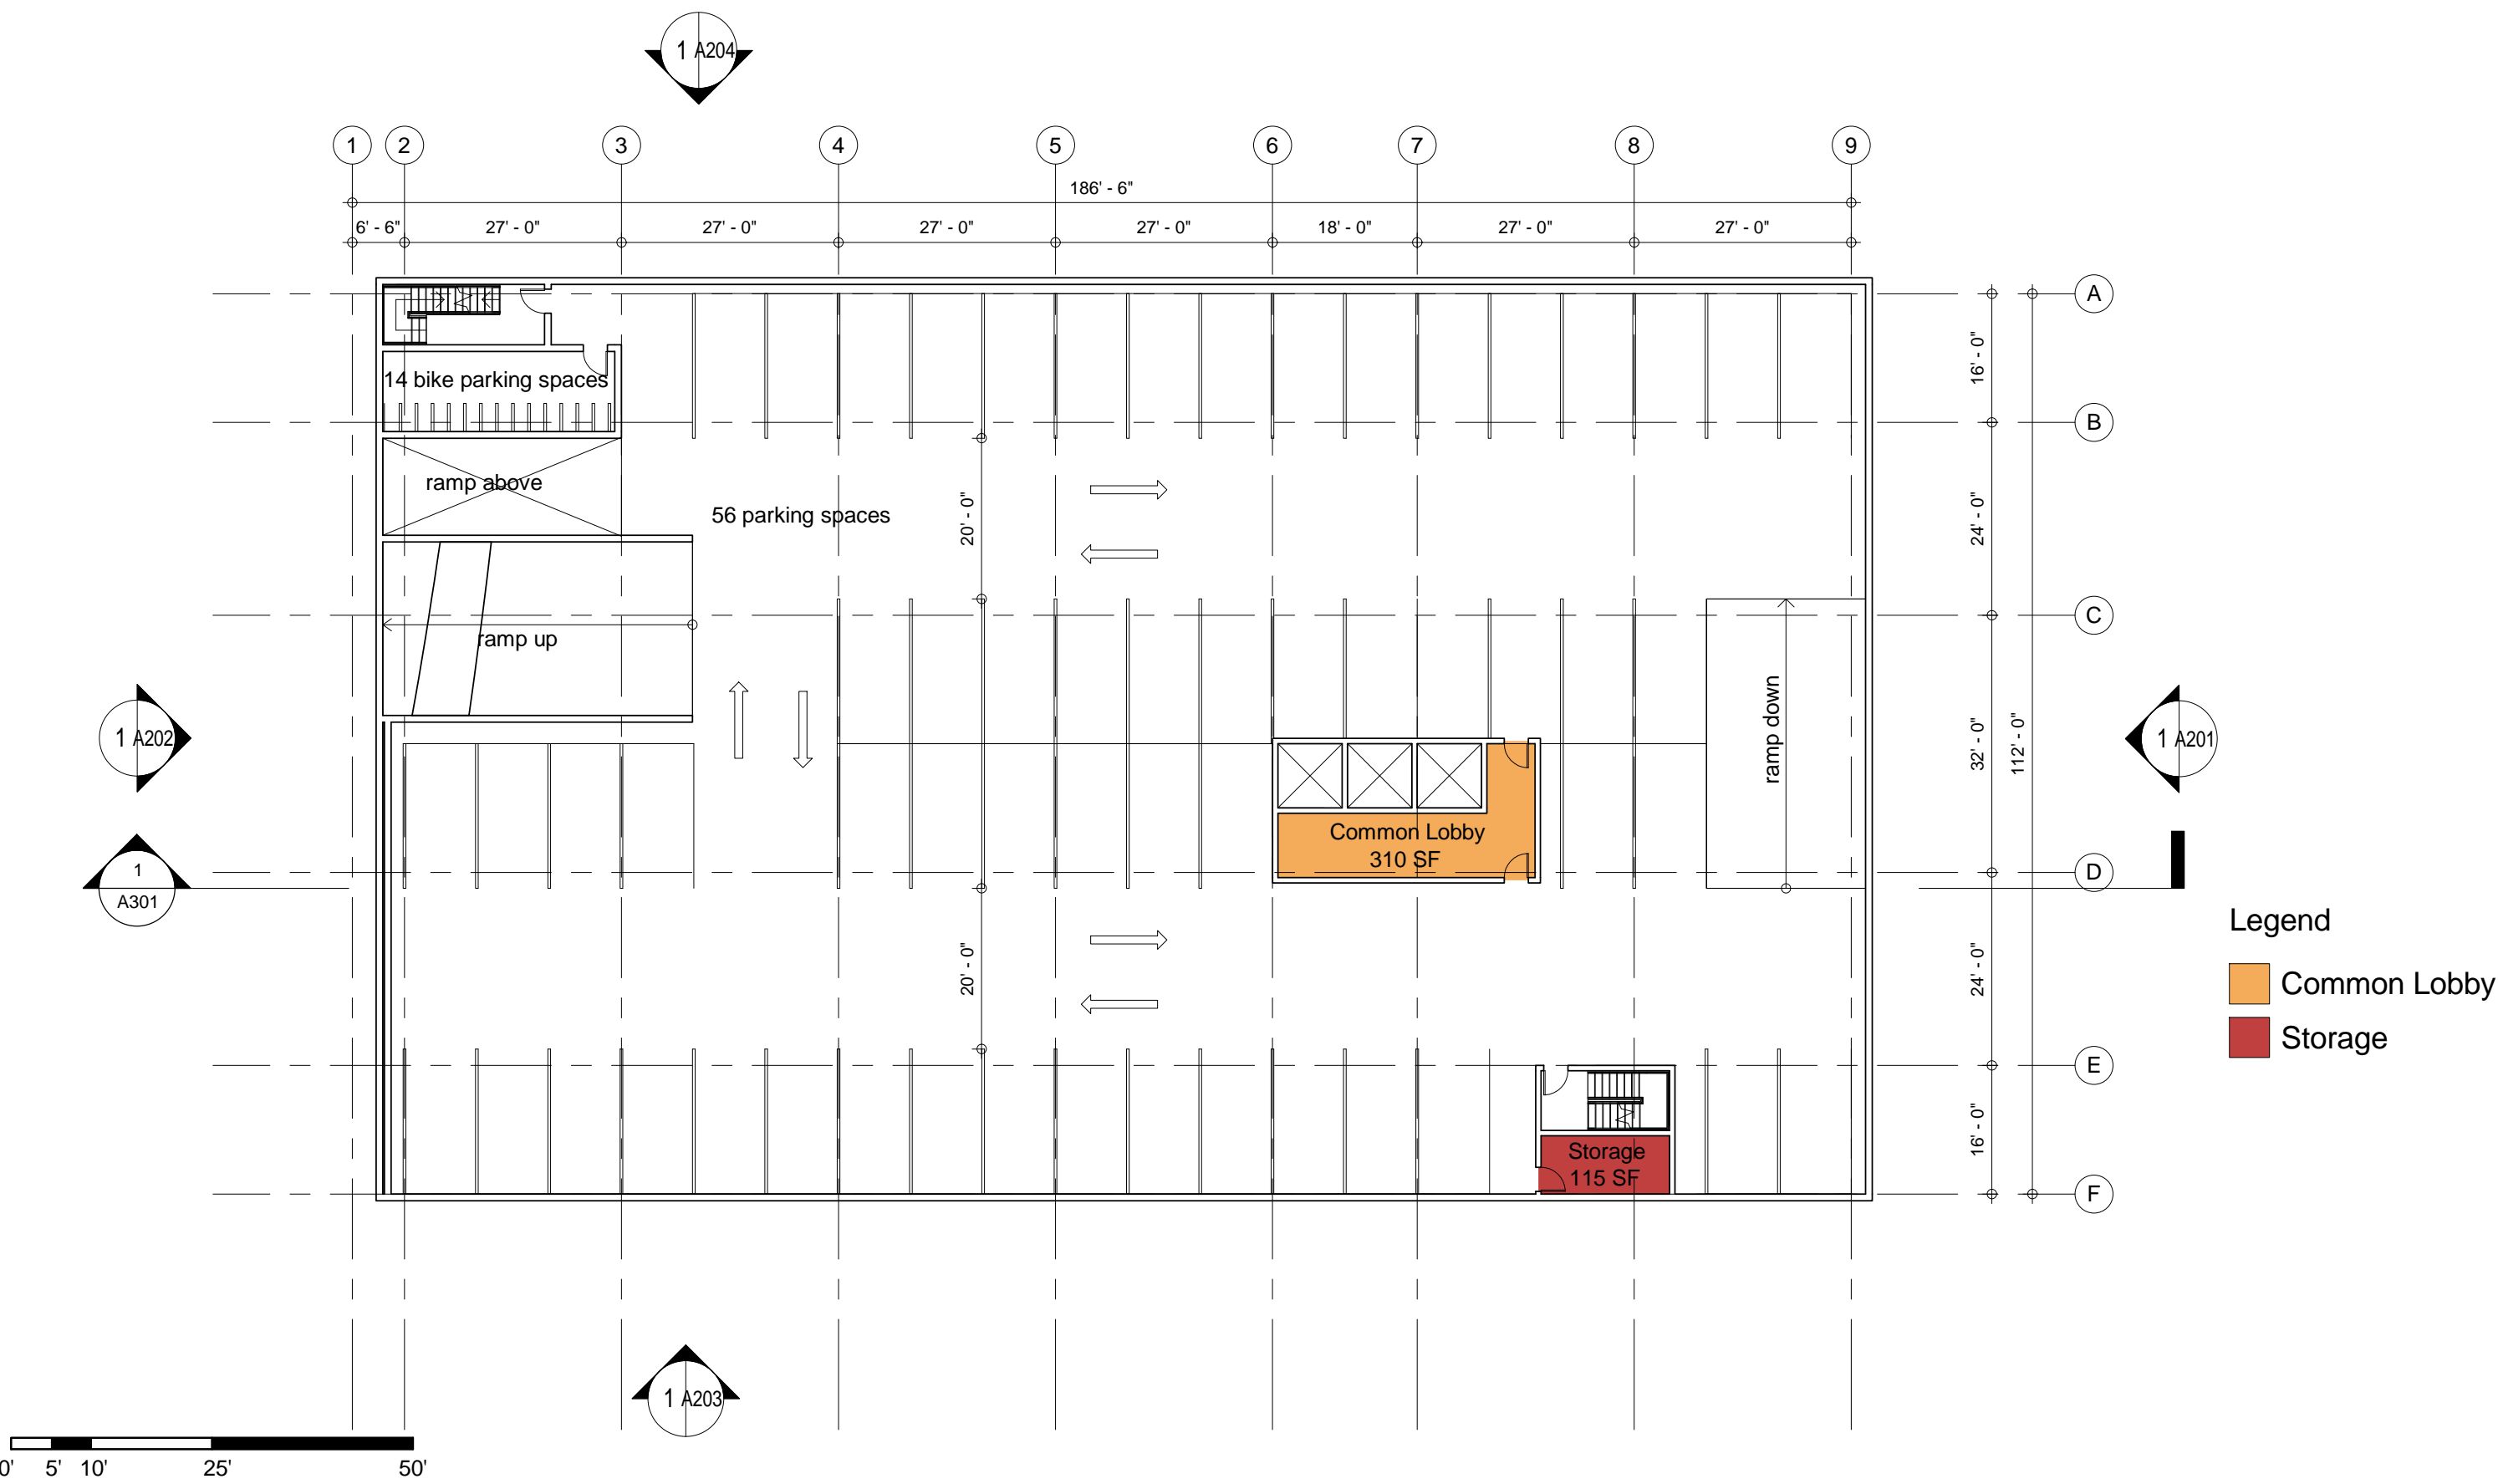 1 A204
1 2 3 4 5 6 7 8 9
186' - 6"
6' - 6" 27' - 0" 27' - 0" 27' - 0" 27' - 0" 18' - 0" 27' - 0" 27' - 0"
A
16' - 0"
14 bike parking spaces
B
ramp above
56 parking spaces
20' - 0"
24' - 0"
C
ramp up
1 A202
ramp down
32' - 0"
112' - 0"
1 A201
Common Lobby
310 SF
1
A301
D
Legend
Common Lobby
Storage
20' - 0"
24' - 0"
E
Storage
115 SF
16' - 0"
F
1 A203
0' 5' 10' 25' 50'